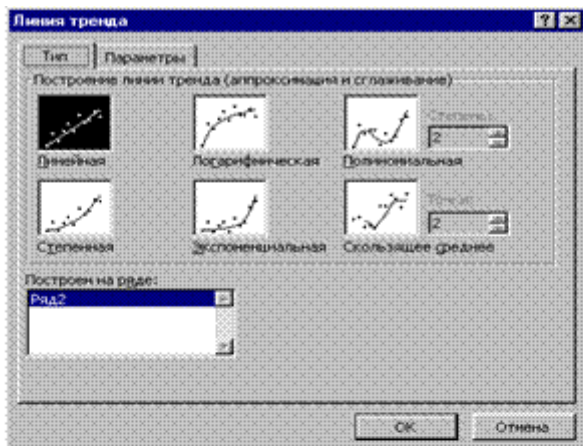 Линия тренда
Тип Параметры
Построение линии тренда (аппроксимация и сглаживание)
Линейная Логарифмическая Полиномиальная
Степень:
2
Степенная Экспоненциальная Скользящее среднее
Точки:
2
Построен на ряде:
Ряд2
ОК Отмена